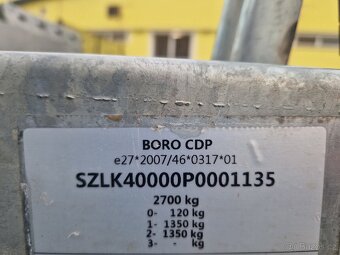 BORO CDP
e27*2007/46*0317*01
SZLK40000P0001135
2700 kg
0- 120 kg
1- 1350 kg
2- 1350 kg
3- - kg